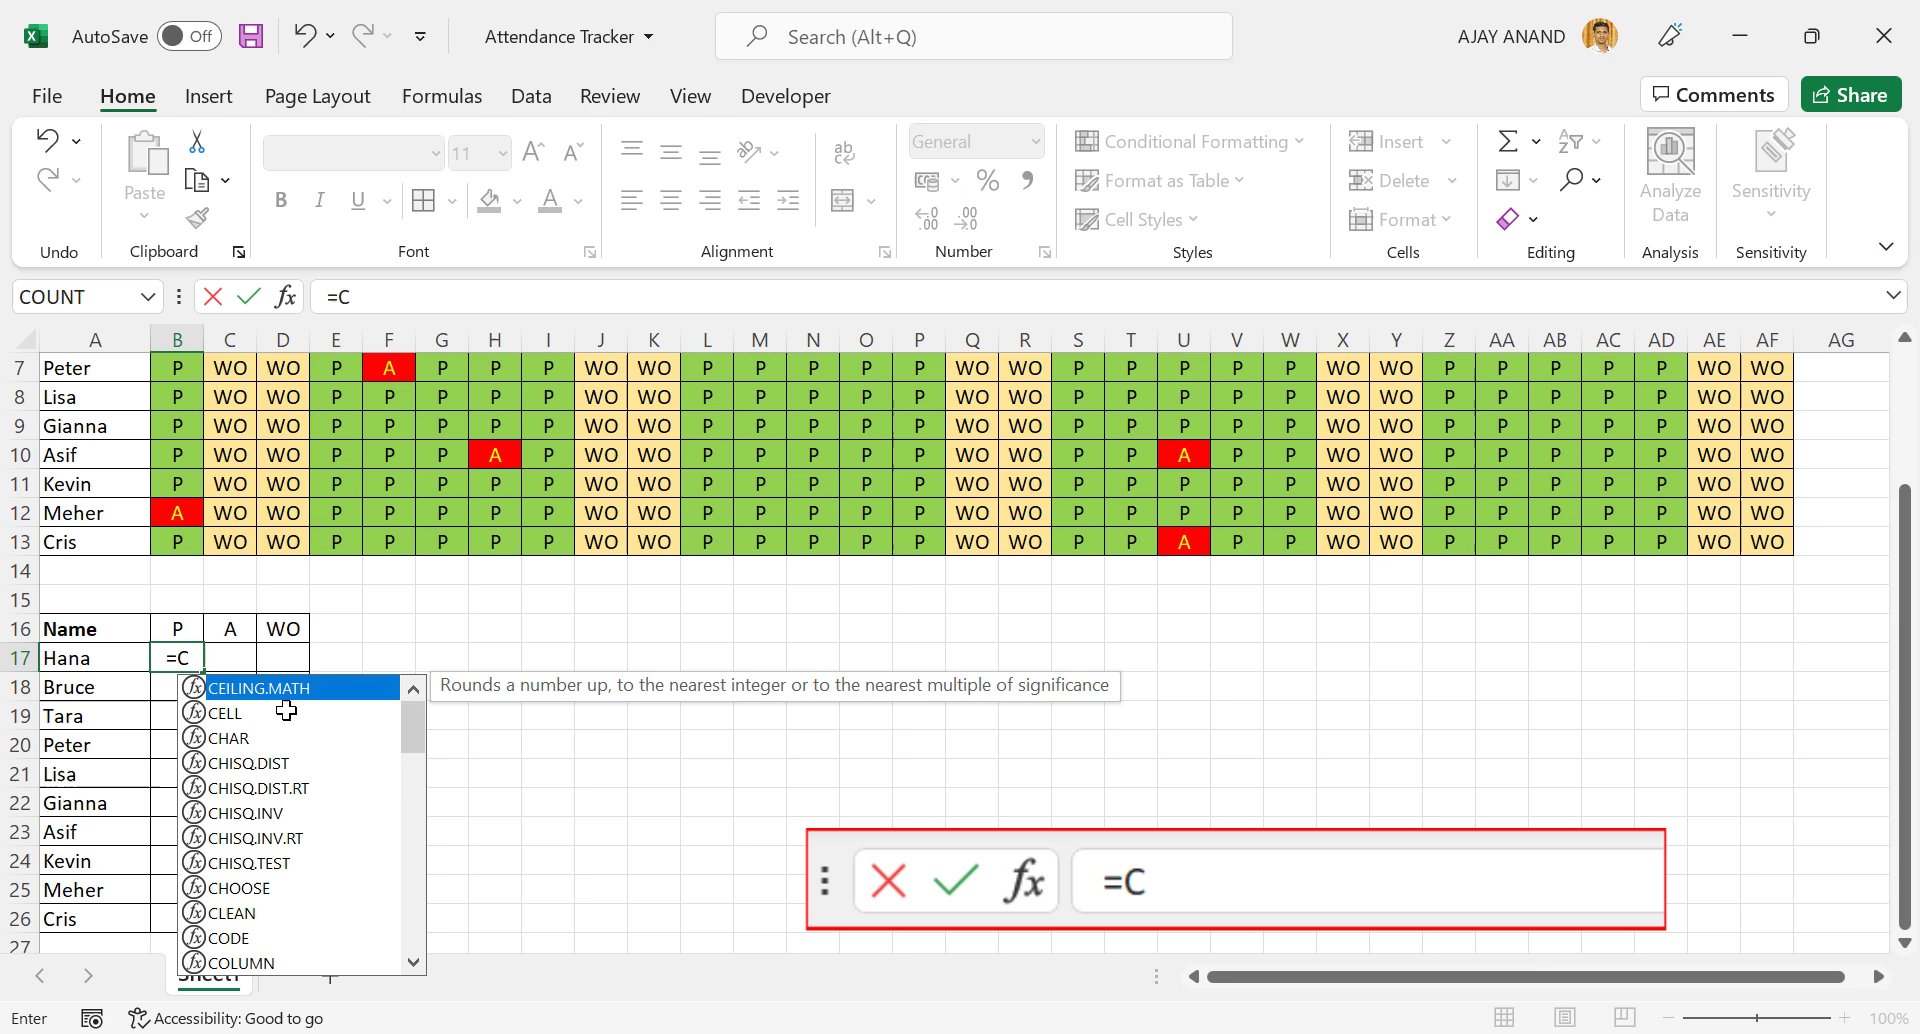 AutoSave Off Attendance Tracker Search (Alt+Q) AJAY ANAND
File Home Insert Page Layout Formulas Data Review View Developer Comments Share
Paste 11 General Conditional Formatting Insert
Format as Table Delete Analyze Data Sensitivity
B I U Cell Styles Format
Undo Clipboard Font Alignment Number Styles Cells Editing Analysis Sensitivity
COUNT fx =C
A B C D E F G H I J K L M N O P Q R S T U V W X Y Z AA AB AC AD AE AF AG
7 Peter P WO WO P A P P P WO WO P P P P P WO WO P P P P P WO WO P P P P P WO WO
8 Lisa P WO WO P P P P P WO WO P P P P P WO WO P P P P P WO WO P P P P P WO WO
9 Gianna P WO WO P P P P P WO WO P P P P P WO WO P P P P P WO WO P P P P P WO WO
10 Asif P WO WO P P P A P WO WO P P P P P WO WO P P A P P WO WO P P P P P WO WO
11 Kevin P WO WO P P P P P WO WO P P P P P WO WO P P P P P WO WO P P P P P WO WO
12 Meher A WO WO P P P P P WO WO P P P P P WO WO P P P P P WO WO P P P P P WO WO
13 Cris P WO WO P P P P P WO WO P P P P P WO WO P P A P P WO WO P P P P P WO WO
14
15
16 Name P A WO
17 Hana =C
18 Bruce CEILING.MATH Rounds a number up, to the nearest integer or to the nearest multiple of significance
19 Tara CELL
20 Peter CHAR
21 Lisa CHISQ.DIST
CHISQ.DIST.RT
22 Gianna CHISQ.INV
23 Asif CHISQ.INV.RT
24 Kevin CHISQ.TEST
25 Meher CHOOSE
26 Cris CLEAN
27 CODE
COLUMN
fx =C
Sheet1
Enter Accessibility: Good to go 100%